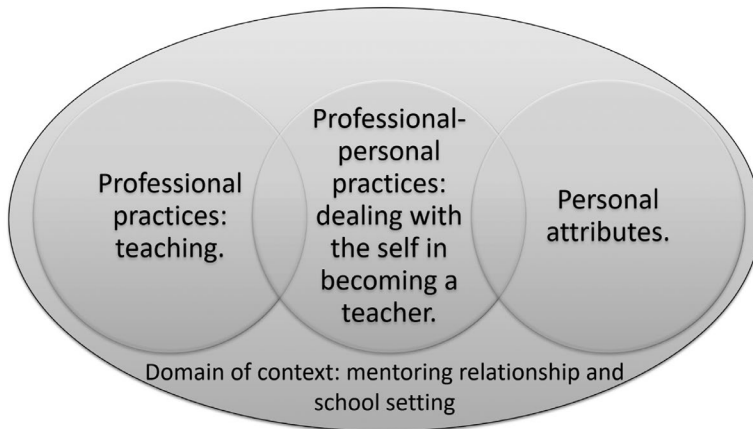 Professional
practices:
teaching.
Professional-
personal
practices:
dealing with
the self in
becoming a
teacher.
Personal
attributes.
Domain of context: mentoring relationship and
school setting